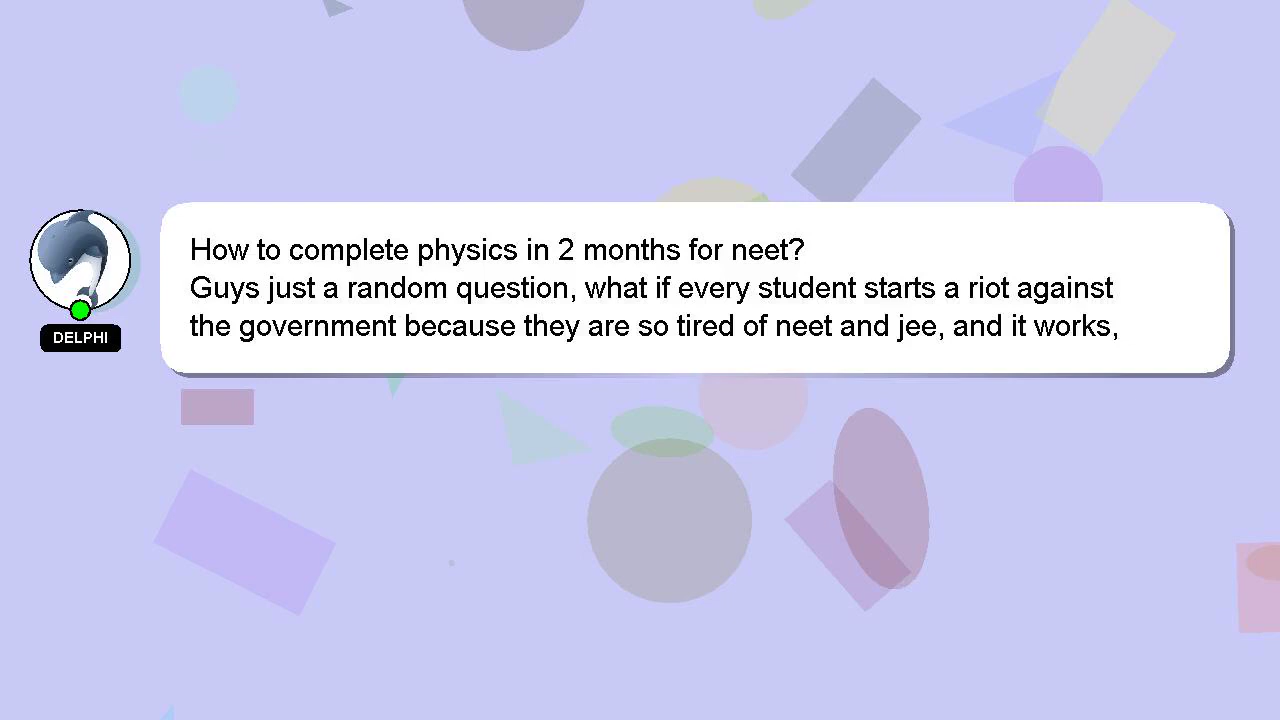 How to complete physics in 2 months for neet?
Guys just a random question, what if every student starts a riot against
the government because they are so tired of neet and jee, and it works,
DELPHI